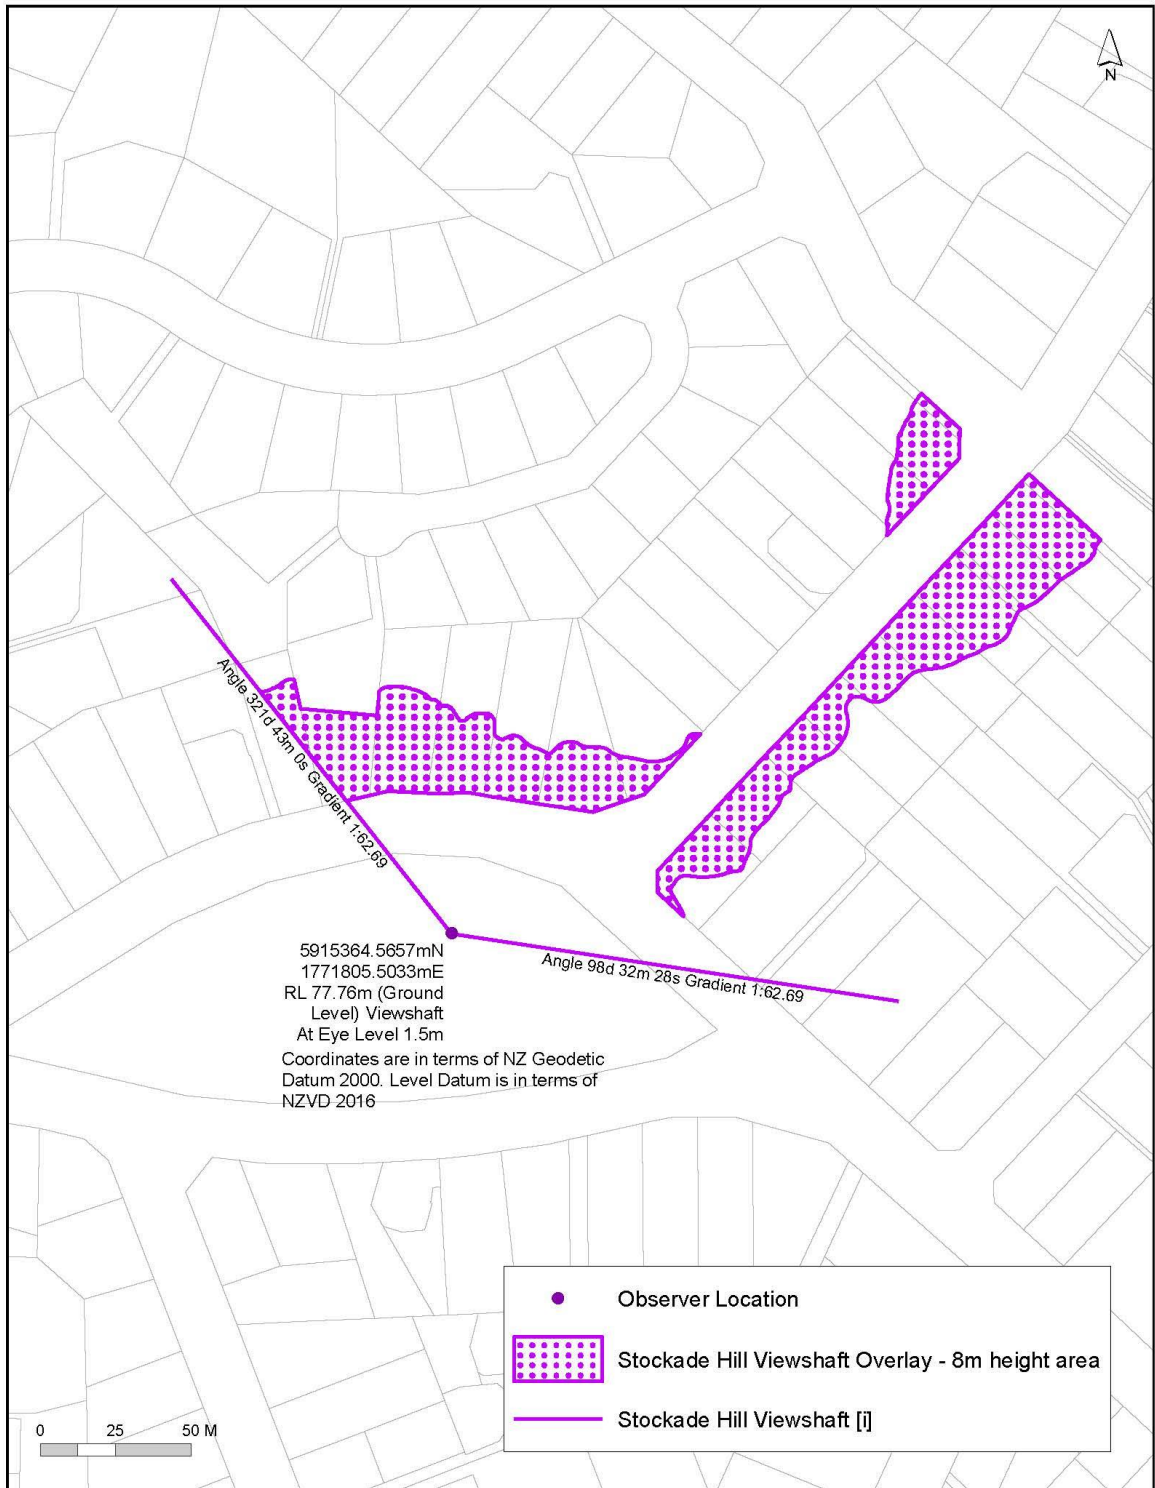 N
Angle 321d 43m 0s Gradient 1:62.69
5915364.5657mN
1771805.5033mE
RL 77.76m (Ground
Level) Viewshaft
At Eye Level 1.5m
Angle 98d 32m 28s Gradient 1:62.69
Coordinates are in terms of NZ Geodetic
Datum 2000. Level Datum is in terms of
NZVD 2016
Observer Location
Stockade Hill Viewshaft Overlay - 8m height area
Stockade Hill Viewshaft [i]
0 25 50 M